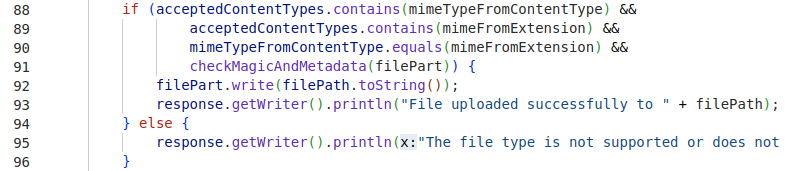 88 if (acceptedContentTypes.contains(mimeTypeFromContentType) &&
89 acceptedContentTypes.contains(mimeFromExtension) &&
90 mimeTypeFromContentType.equals(mimeFromExtension) &&
91 checkMagicAndMetadata(filePart)) {
92 filePart.write(filePath.toString());
93 response.getWriter().println("File uploaded successfully to " + filePath);
94 } else {
95 response.getWriter().println(x:"The file type is not supported or does not
96 }